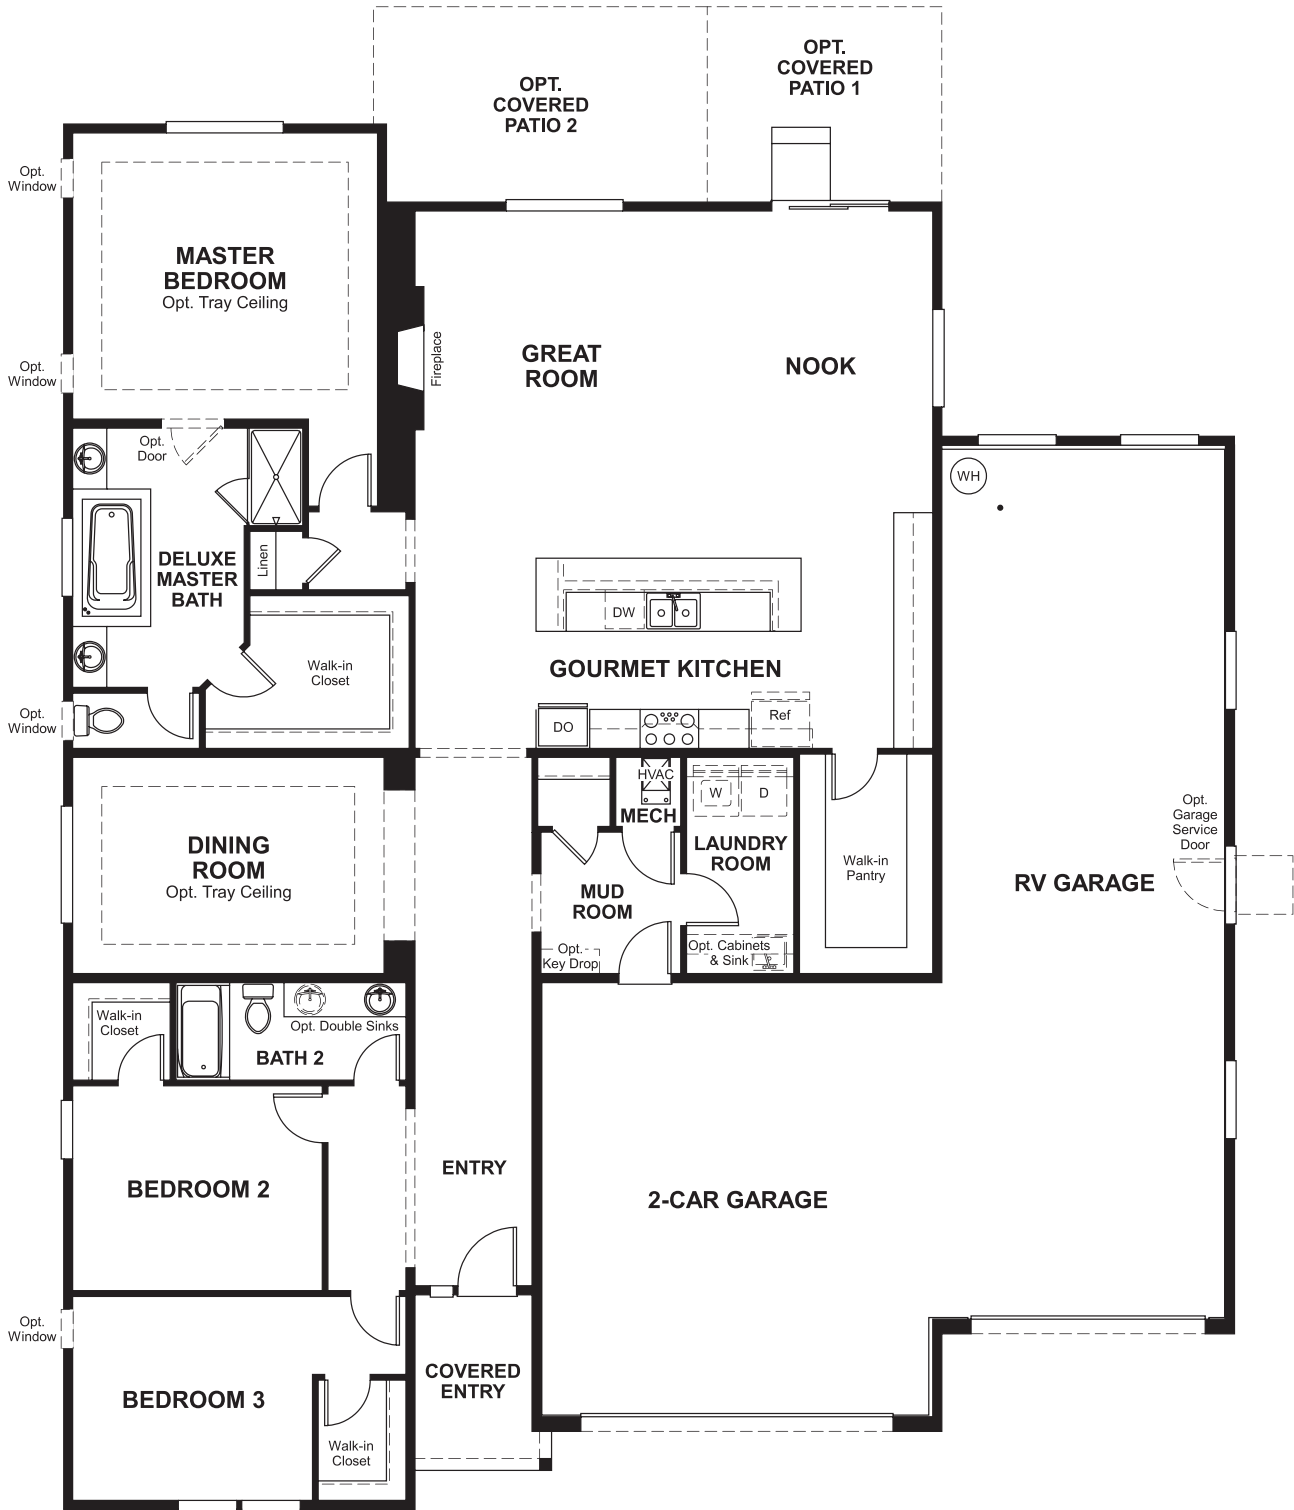 OPT.
COVERED
PATIO 1
OPT.
COVERED
PATIO 2
Opt.
Window
MASTER
BEDROOM
Opt. Tray Ceiling
Opt.
Window
Fireplace
GREAT
ROOM
NOOK
Opt.
Door
WH
Linen
DELUXE
MASTER
BATH
DW
Walk-in
Closet
GOURMET KITCHEN
Opt.
Window
DO
Ref
HVAC
MECH
W
D
Opt.
Garage
Service
Door
DINING
ROOM
Opt. Tray Ceiling
LAUNDRY
ROOM
Walk-in
Pantry
RV GARAGE
MUD
ROOM
Opt.
Key Drop
Opt. Cabinets
& Sink
Walk-in
Closet
Opt. Double Sinks
BATH 2
ENTRY
BEDROOM 2
2-CAR GARAGE
Opt.
Window
COVERED
ENTRY
BEDROOM 3
Walk-in
Closet